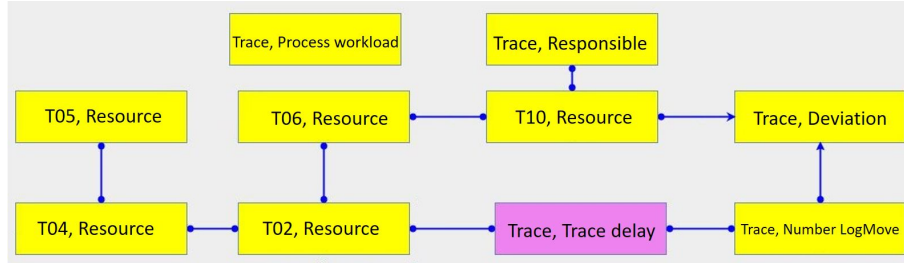 Trace, Process workload
Trace, Responsible
T05, Resource
T06, Resource
T10, Resource
Trace, Deviation
T04, Resource
T02, Resource
Trace, Trace delay
Trace, Number LogMove